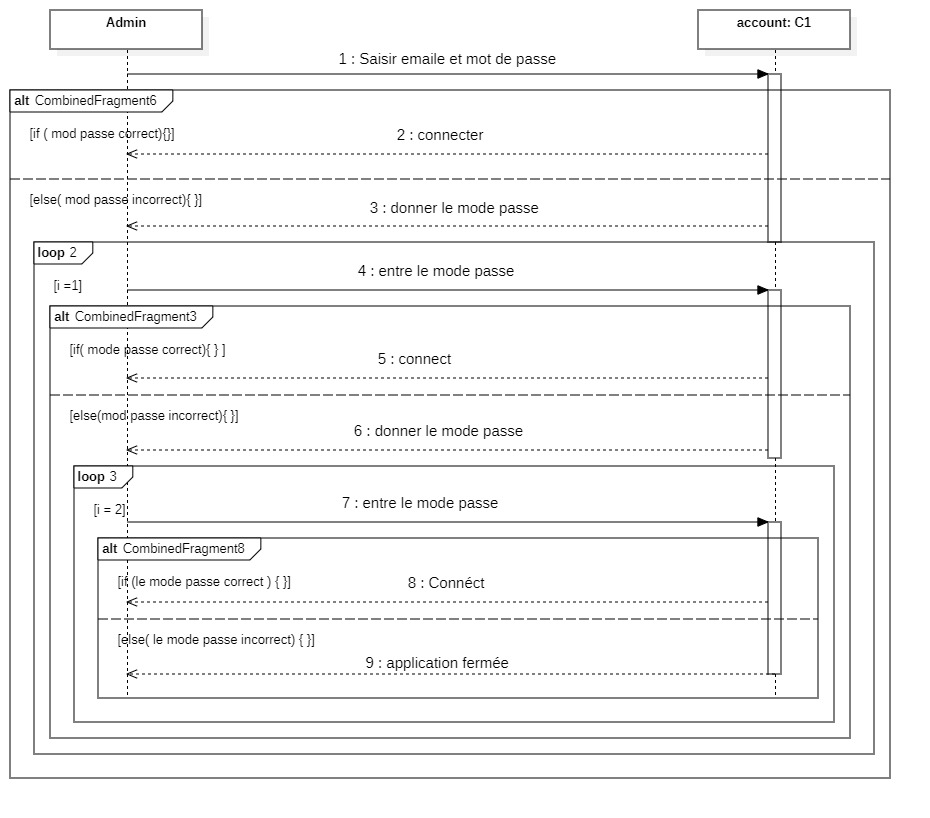 Admin
account: C1
1 : Saisir emaile et mot de passe
alt CombinedFragment6
[if ( mod passe correct){}]
2 : connecter
[else( mod passe incorrect){ }]
3 : donner le mode passe
loop 2
4 : entre le mode passe
[i =1]
alt CombinedFragment3
[if( mode passe correct){ } ]
5 : connect
[else(mod passe incorrect){ }]
6 : donner le mode passe
loop 3
7 : entre le mode passe
[i = 2]
alt CombinedFragment8
[if (le mode passe correct ) { }]
8 : Connéct
[else( le mode passe incorrect) { }]
9 : application fermée